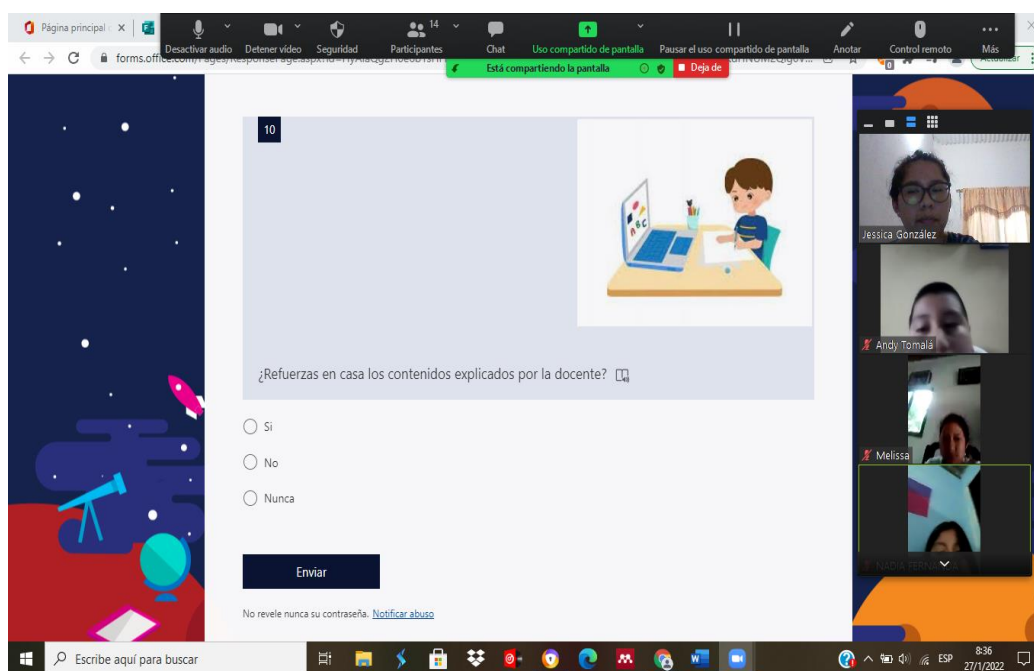 Página principal
14
Desactivar audio
Detener vídeo
Seguridad
Participantes
Chat
Uso compartido de pantalla
Pausar el uso compartido de pantalla
Anotar
Control remoto
Más
Está compartiendo la pantalla
Deja de
10
A B C
¿Refuerzas en casa los contenidos explicados por la docente?
Si
No
Nunca
Enviar
No revele nunca su contraseña. Notificar abuso
Jessica González
Andy Tomalá
Melissa
Escribe aquí para buscar
ESP
8:36
27/1/2022